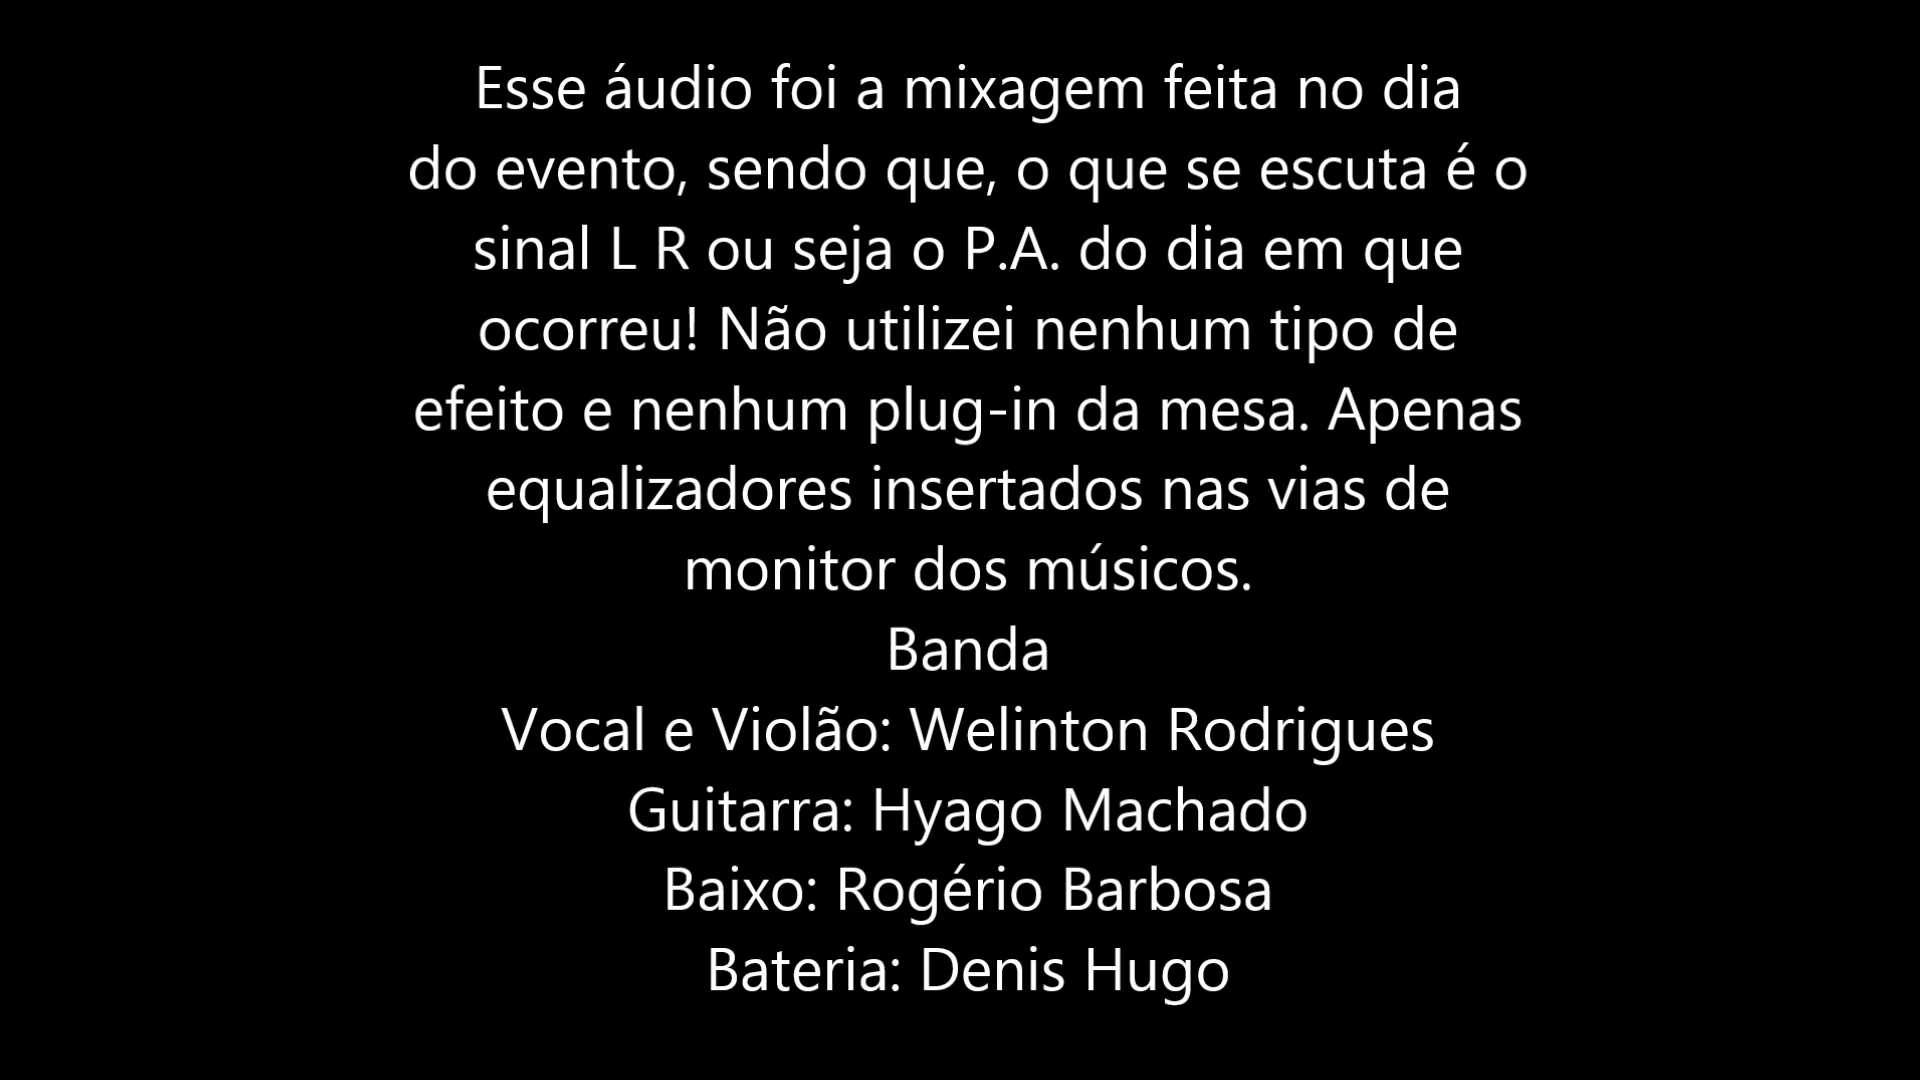 Esse áudio foi a mixagem feita no dia
do evento, sendo que, o que se escuta é o
sinal L R ou seja o P.A. do dia em que
ocorreu! Não utilizei nenhum tipo de
efeito e nenhum plug-in da mesa. Apenas
equalizadores insertados nas vias de
monitor dos músicos.
Banda
Vocal e Violão: Welinton Rodrigues
Guitarra: Hyago Machado
Baixo: Rogério Barbosa
Bateria: Denis Hugo